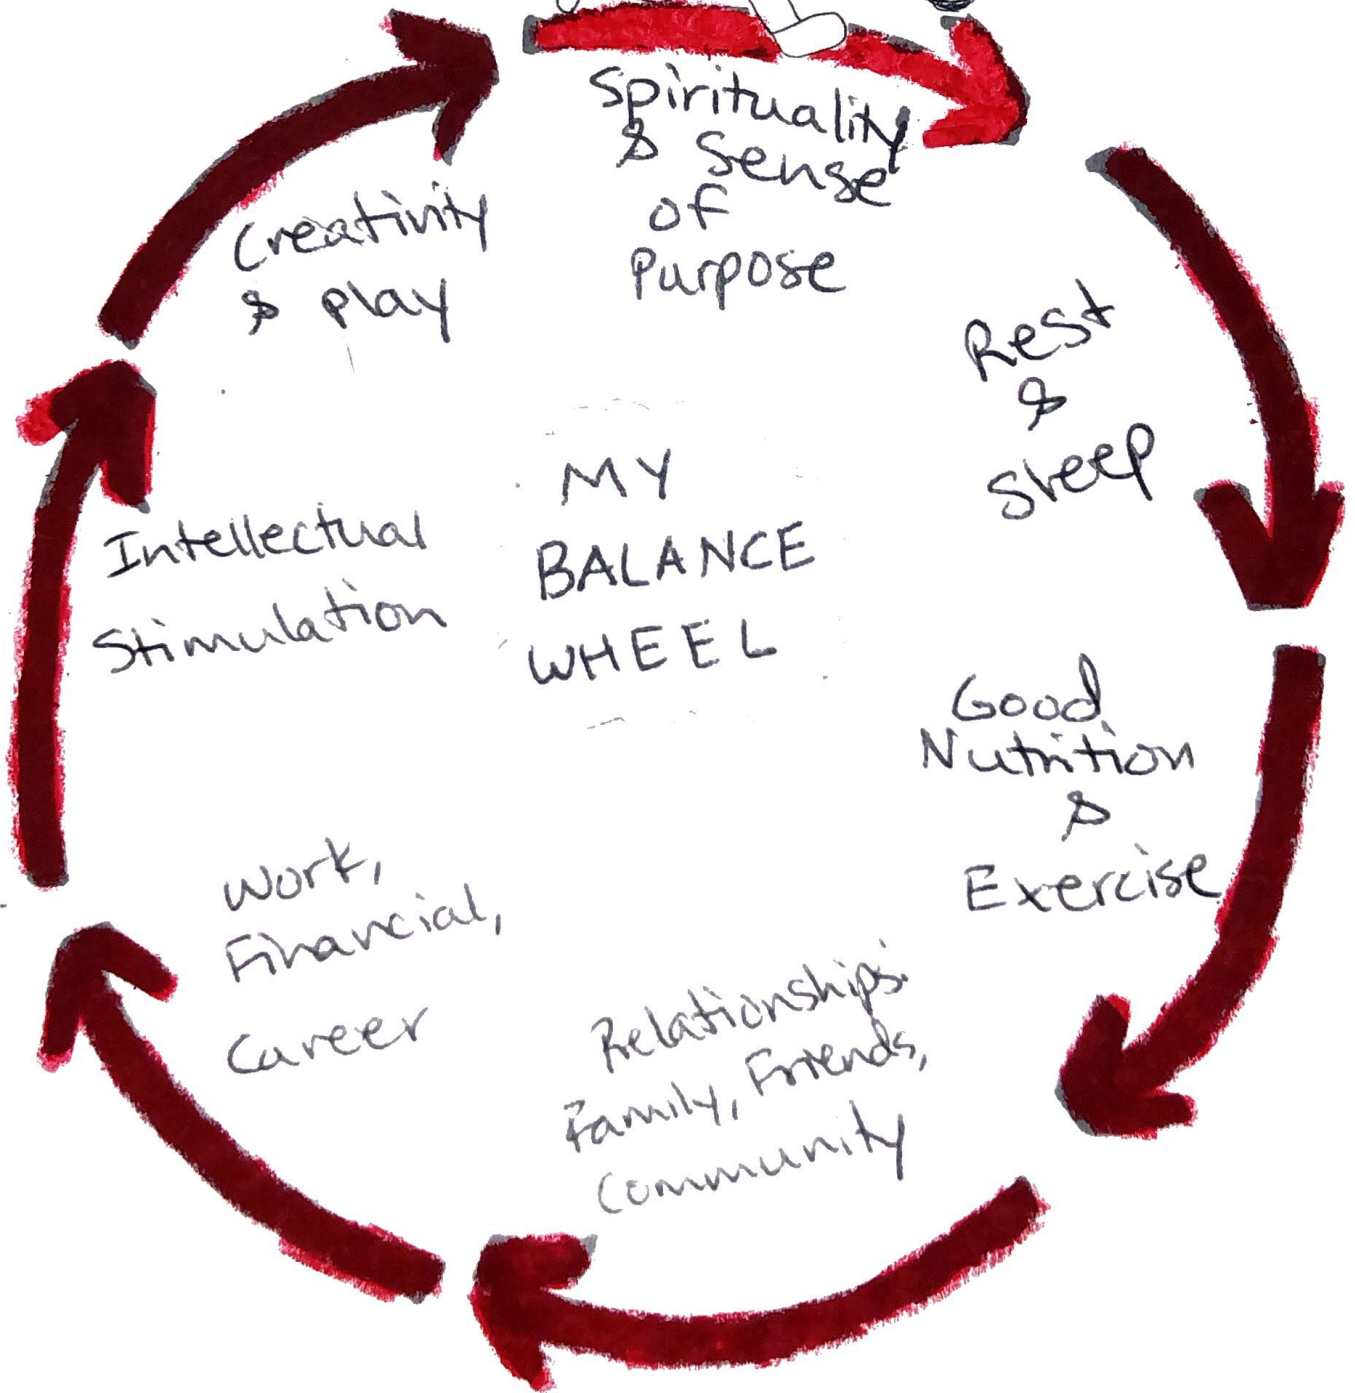 Spirituality
& Sense
of
Purpose
Rest
&
Sleep
Good
Nutrition
&
Exercise
Relationships:
Family, Friends,
Community
Work,
Financial,
Career
Intellectual
Stimulation
Creativity
& play
MY
BALANCE
WHEEL